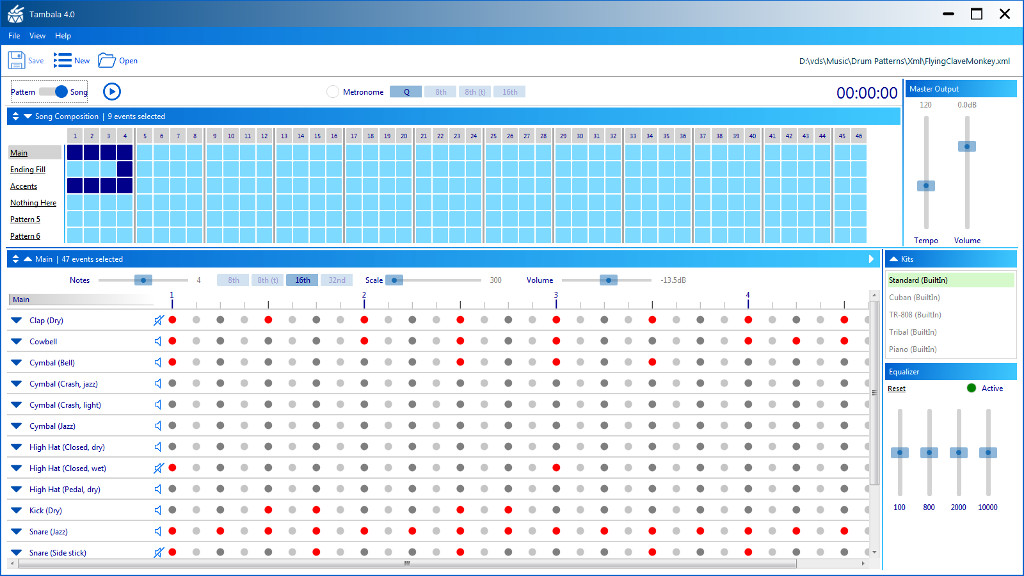 Tambala 4.0
File View Help
Save New Open D:\vds\Music\Drum Patterns\Xml\FlyingClaveMonkey.xml
Pattern Song Metronome Q 8th 8th (t) 16th 00:00:00
Master Output
120 0.0dB
Tempo Volume
Song Composition | 9 events selected
1 2 3 4 5 6 7 8 9 10 11 12 13 14 15 16 17 18 19 20 21 22 23 24 25 26 27 28 29 30 31 32 33 34 35 36 37 38 39 40 41 42 43 44 45 46
Main
Ending Fill
Accents
Nothing Here
Pattern 5
Pattern 6
Main | 47 events selected
Notes 4 8th 8th (t) 16th 32nd Scale 300 Volume -13.5dB
Main 1 2 3 4
Clap (Dry)
Cowbell
Cymbal (Bell)
Cymbal (Crash, jazz)
Cymbal (Crash, light)
Cymbal (Jazz)
High Hat (Closed, dry)
High Hat (Closed, wet)
High Hat (Pedal, dry)
Kick (Dry)
Snare (Jazz)
Snare (Side stick)
Kits
Standard (BuiltIn)
Cuban (BuiltIn)
TR-808 (BuiltIn)
Tribal (BuiltIn)
Piano (BuiltIn)
Equalizer
Reset Active
100 800 2000 10000